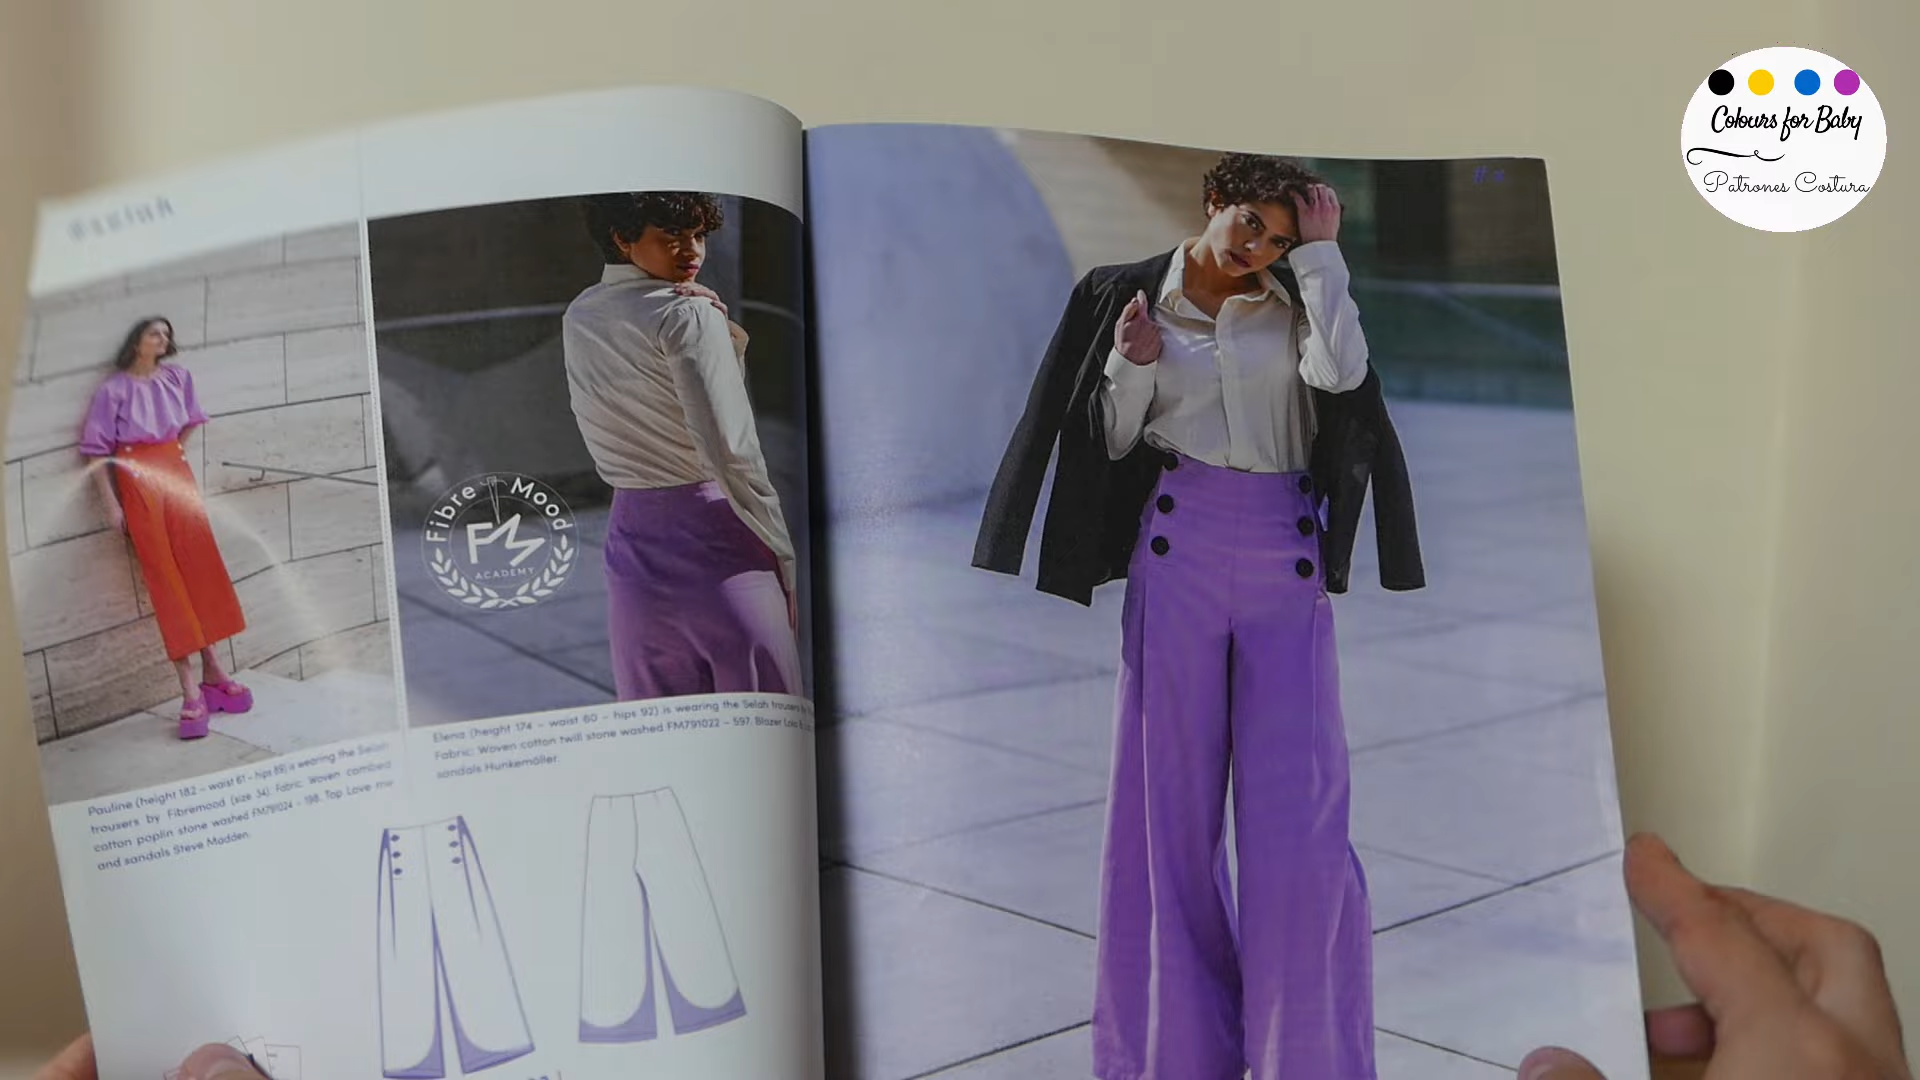 Colours for Baby
Patrones Costura
Fibre Mood
FM
ACADEMY
Elena (height 174 – waist 60 – hips 92) is wearing the Selah trousers
Fabric: Woven cotton twill stone washed FM791022 – 597. Blazer Lola
sandals Hunkemöller.
Pauline (height 182 – waist 61 – hips 89) is wearing the Selah
trousers by Fibremood (size 34). Fabric: Woven combed
cotton poplin stone washed FM791024 – 198. Top Love me
and sandals Steve Madden.